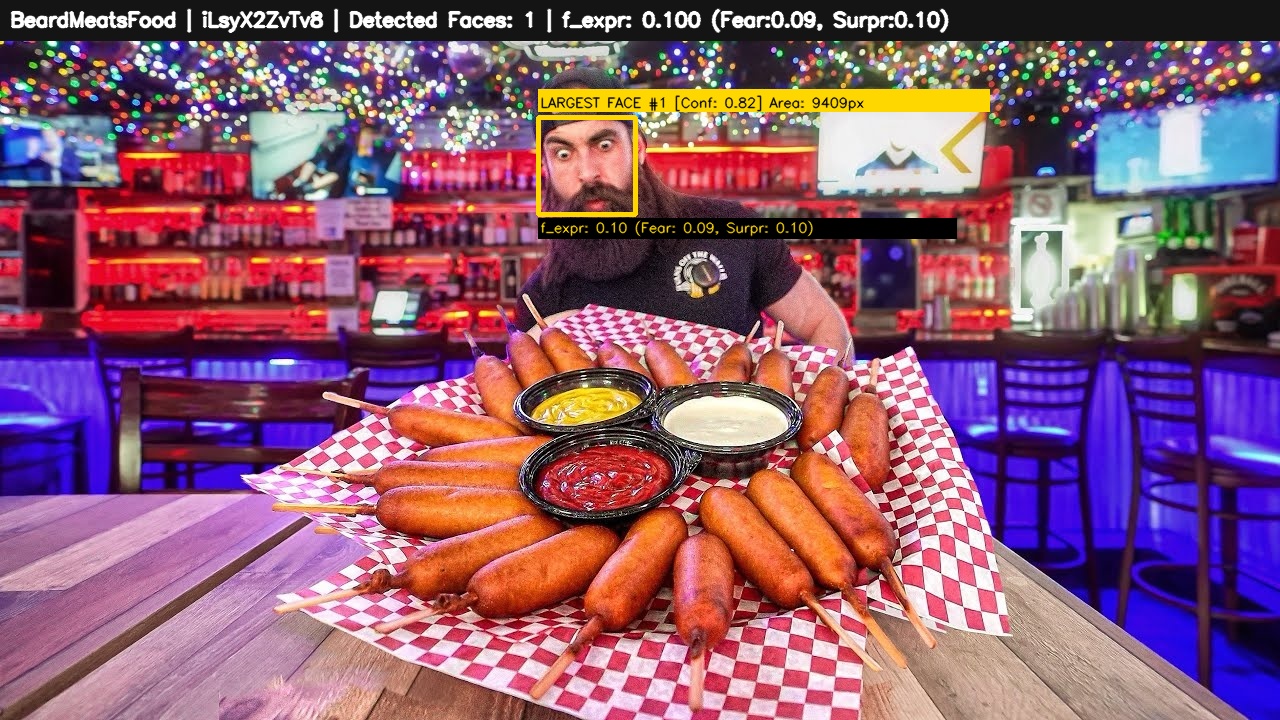 BeardMeatsFood | iLsyX2ZvTv8 | Detected Faces: 1 | f_expr: 0.100 (Fear:0.09, Surpr:0.10)
LARGEST FACE #1 [Conf: 0.82] Area: 9409px
f_expr: 0.10 (Fear: 0.09, Surpr: 0.10)